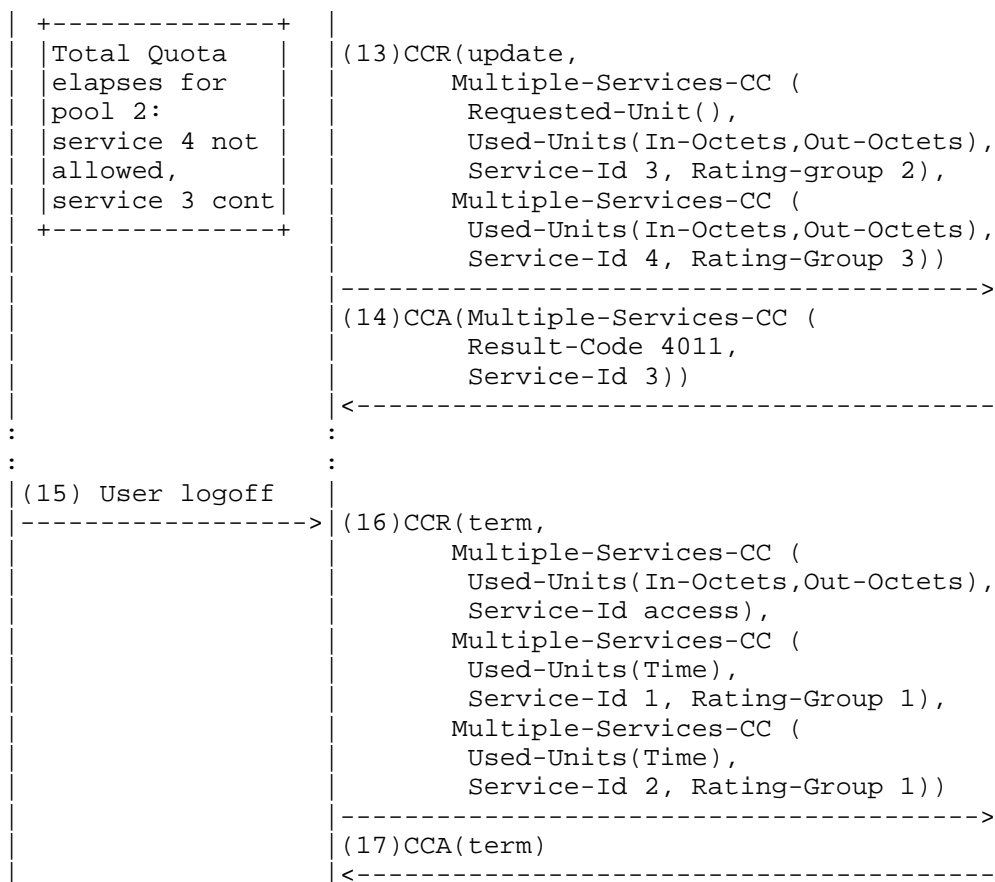 | +--------------+ |
| |Total Quota | |(13)CCR(update,
| |elapses for | | Multiple-Services-CC (
| |pool 2: | | Requested-Unit(),
| |service 4 not | | Used-Units(In-Octets,Out-Octets),
| |allowed, | | Service-Id 3, Rating-group 2),
| |service 3 cont| | Multiple-Services-CC (
| +--------------+ | Used-Units(In-Octets,Out-Octets),
| | Service-Id 4, Rating-Group 3))
| |---------------------------------------->
| |(14)CCA(Multiple-Services-CC (
| | Result-Code 4011,
| | Service-Id 3))
| |<----------------------------------------
: :
: :
|(15) User logoff |
|------------------>|(16)CCR(term,
| | Multiple-Services-CC (
| | Used-Units(In-Octets,Out-Octets),
| | Service-Id access),
| | Multiple-Services-CC (
| | Used-Units(Time),
| | Service-Id 1, Rating-Group 1),
| | Multiple-Services-CC (
| | Used-Units(Time),
| | Service-Id 2, Rating-Group 1))
| |---------------------------------------->
| |(17)CCA(term)
| |<----------------------------------------